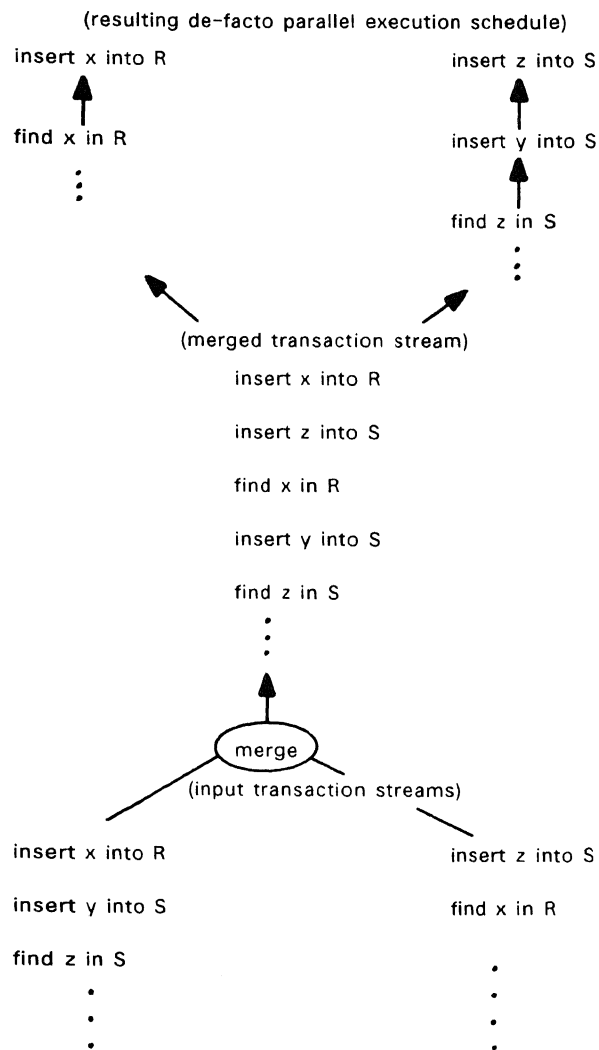 (resulting de-facto parallel execution schedule)
insert x into R
find x in R
insert z into S
insert y into S
find z in S
(merged transaction stream)
insert x into R
insert z into S
find x in R
insert y into S
find z in S
merge
(input transaction streams)
insert x into R
insert y into S
find z in S
insert z into S
find x in R